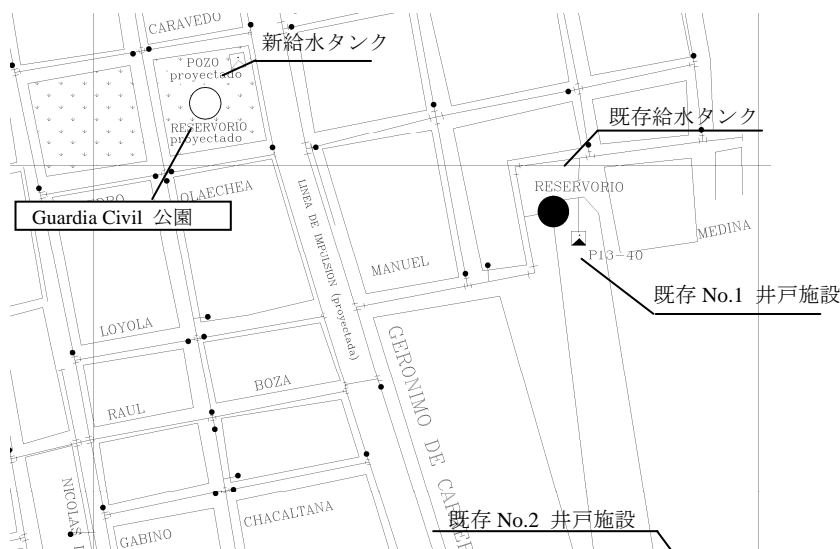 CARAVEDO
新給水タンク
POZO
proyectado
RESERVORIO
proyectado
既存給水タンク
RESERVORIO
OLAECHEA
Guardia Civil 公園
LINEA DE IMPULSION (proyectada)
MEDINA
MANUEL
P13-40
既存 No.1 井戸施設
LOYOLA
BOZA
RAUL
GERONIMO DE
NICOLAS
CHACALTANA
GABINO
既存 No.2 井戸施設